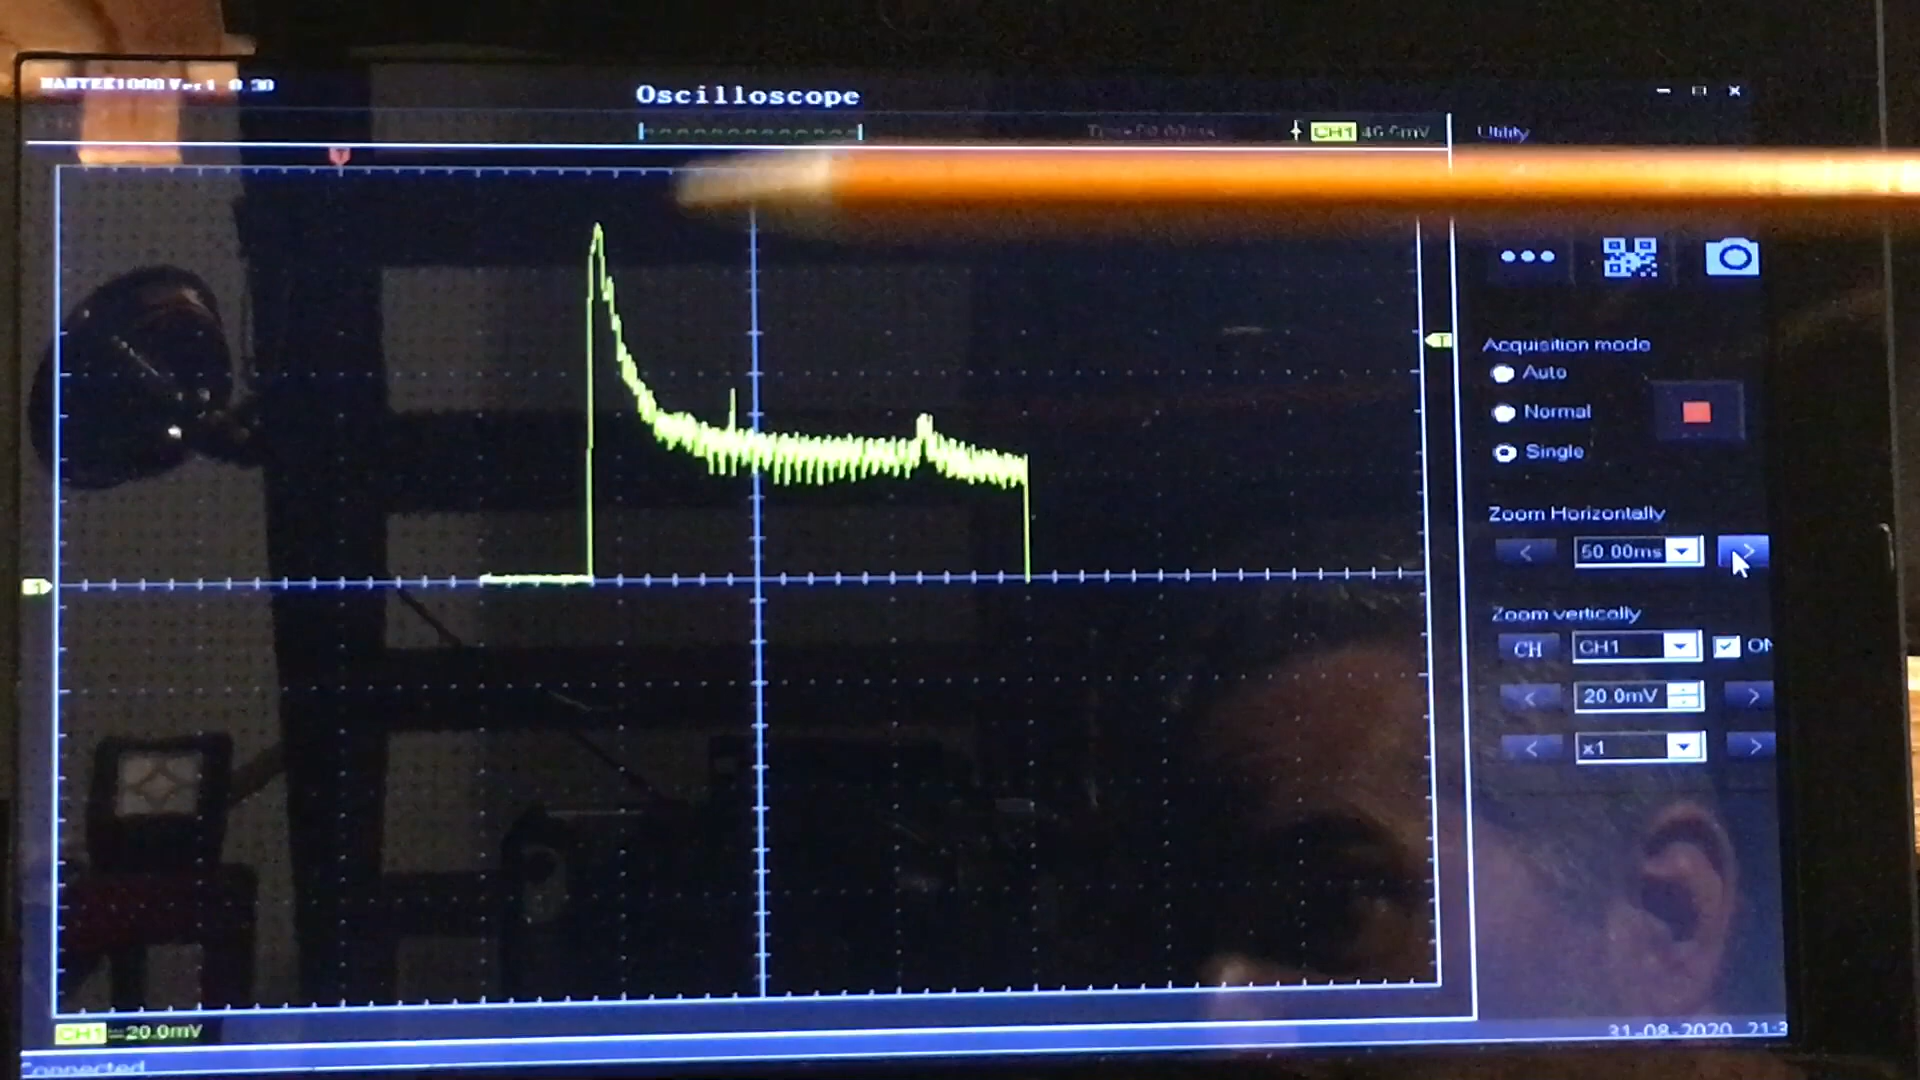 Oscilloscope
CH1
Utility
T
Acquisition mode
Auto
Normal
Single
Zoom Horizontally
< 50.00ms >
Zoom vertically
CH CH1
< 20.0mV >
< x1 >
CH1 20.0mV
31-08-2020
Connected